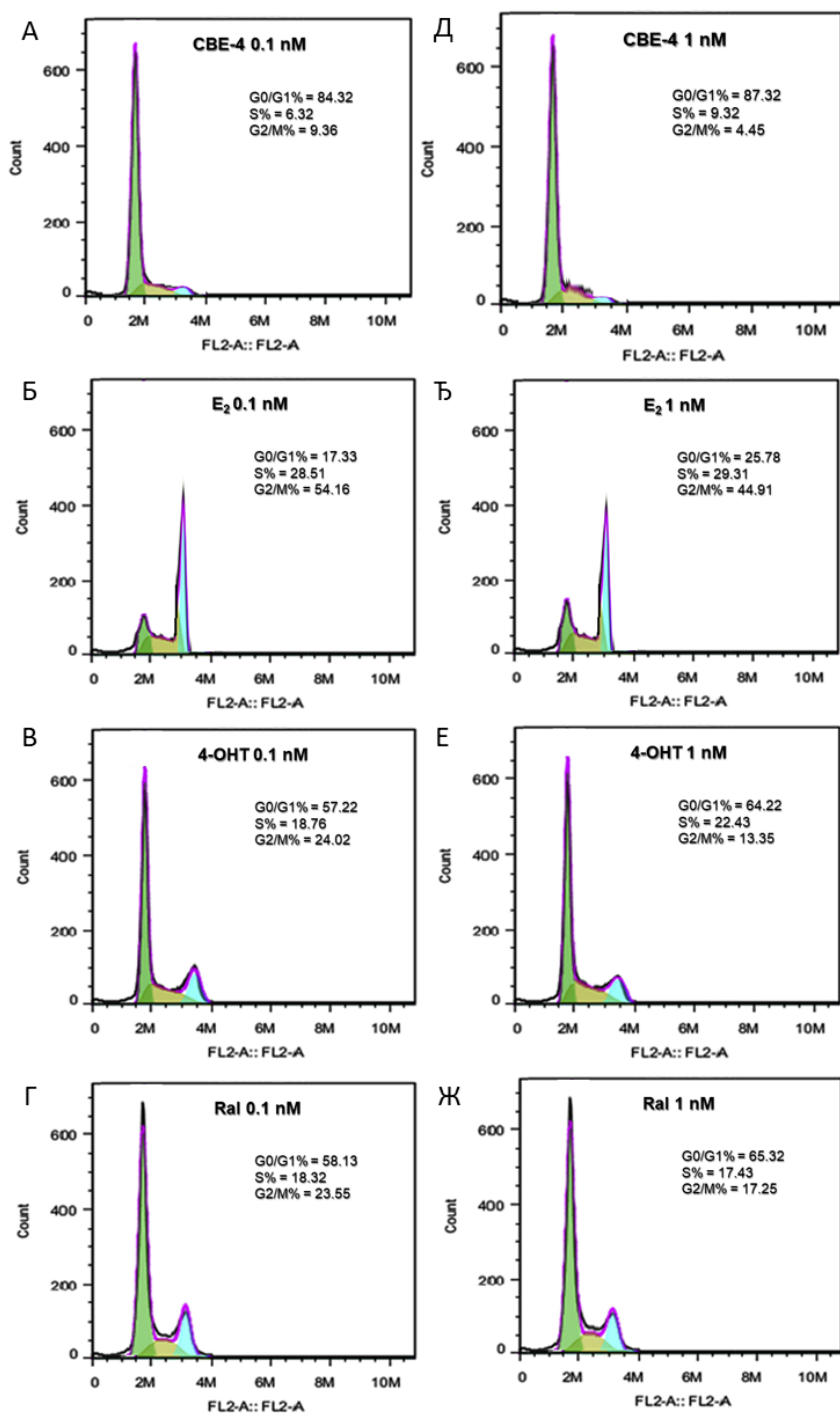 А
CBE-4 0.1 nM
G0/G1% = 84.32
S% = 6.32
G2/M% = 9.36
Count
600
400
200
0
0 2M 4M 6M 8M 10M
FL2-A:: FL2-A
Д
CBE-4 1 nM
G0/G1% = 87.32
S% = 9.32
G2/M% = 4.45
Count
600
400
200
0
0 2M 4M 6M 8M 10M
FL2-A:: FL2-A
Б
E₂ 0.1 nM
G0/G1% = 17.33
S% = 28.51
G2/M% = 54.16
Count
600
400
200
0
0 2M 4M 6M 8M 10M
FL2-A:: FL2-A
Ђ
E₂ 1 nM
G0/G1% = 25.78
S% = 29.31
G2/M% = 44.91
Count
600
400
200
0
0 2M 4M 6M 8M 10M
FL2-A:: FL2-A
В
4-OHT 0.1 nM
G0/G1% = 57.22
S% = 18.76
G2/M% = 24.02
Count
600
400
200
0
0 2M 4M 6M 8M 10M
FL2-A:: FL2-A
Е
4-OHT 1 nM
G0/G1% = 64.22
S% = 22.43
G2/M% = 13.35
Count
600
400
200
0
0 2M 4M 6M 8M 10M
FL2-A:: FL2-A
Г
Ral 0.1 nM
G0/G1% = 58.13
S% = 18.32
G2/M% = 23.55
Count
600
400
200
0
0 2M 4M 6M 8M 10M
FL2-A:: FL2-A
Ж
Ral 1 nM
G0/G1% = 65.32
S% = 17.43
G2/M% = 17.25
Count
600
400
200
0
0 2M 4M 6M 8M 10M
FL2-A:: FL2-A